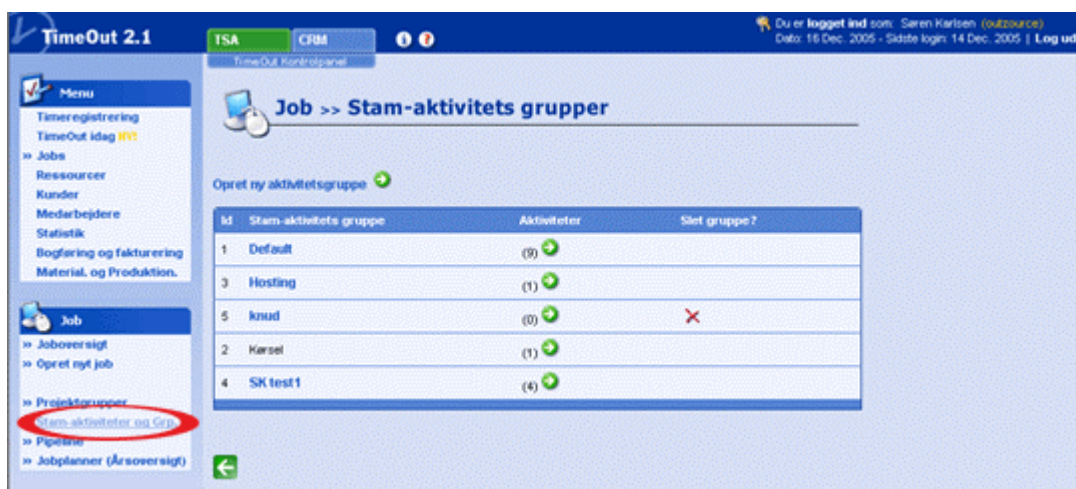 TimeOut 2.1
TSA
CRM
TimeOut Kontrolpanel
Du er logget ind som: Søren Karlsen (outzource)
Dato: 16 Dec. 2005 - Sidste login: 14 Dec. 2005 | Log ud
Menu
Timeregistrering
TimeOut idag NY!
» Jobs
Ressourcer
Kunder
Medarbejdere
Statistik
Bogføring og fakturering
Material. og Produktion.
Job
» Joboversigt
» Opret nyt job
» Projektgrupper
Stam-aktiviteter og Grp.
» Pipeline
» Jobplanner (Årsoversigt)
Job >> Stam-aktivitets grupper
Opret ny aktivitetsgruppe
Id Stam-aktivitets gruppe Aktiviteter Slet gruppe?
1 Default (9)
3 Hosting (1)
5 knud (0)
2 Kørsel (1)
4 SK test1 (4)